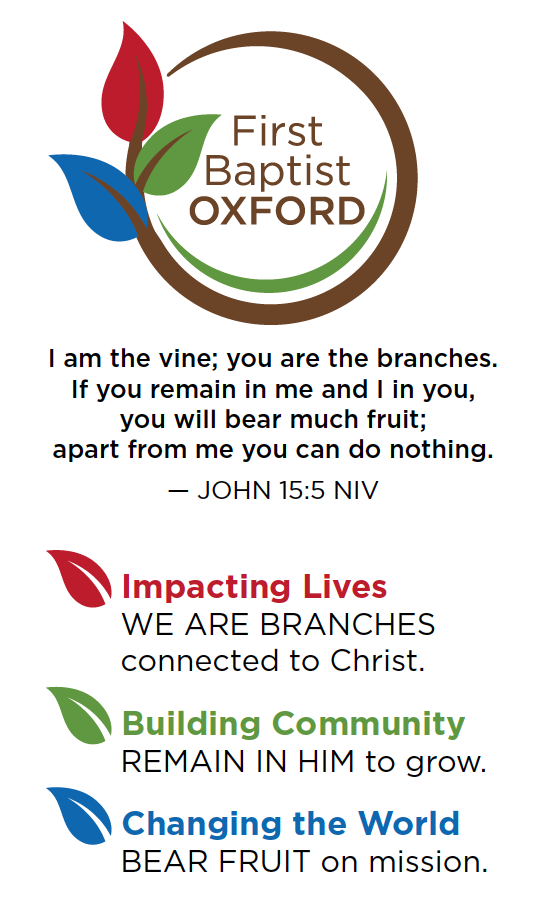 First
Baptist
OXFORD
I am the vine; you are the branches.
If you remain in me and I in you,
you will bear much fruit;
apart from me you can do nothing.
— JOHN 15:5 NIV
Impacting Lives
WE ARE BRANCHES
connected to Christ.
Building Community
REMAIN IN HIM to grow.
Changing the World
BEAR FRUIT on mission.